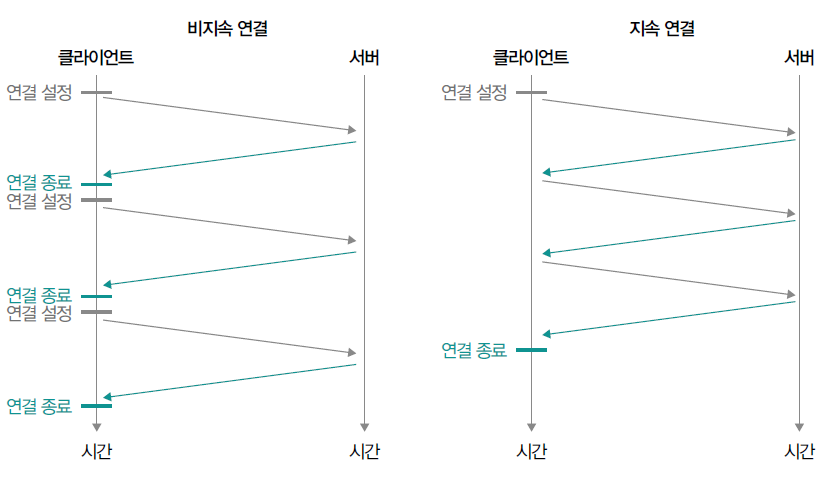 비지속 연결
클라이언트
서버
연결 설정
연결 종료
연결 설정
연결 종료
연결 설정
연결 종료
시간
시간
지속 연결
클라이언트
서버
연결 설정
연결 종료
시간
시간